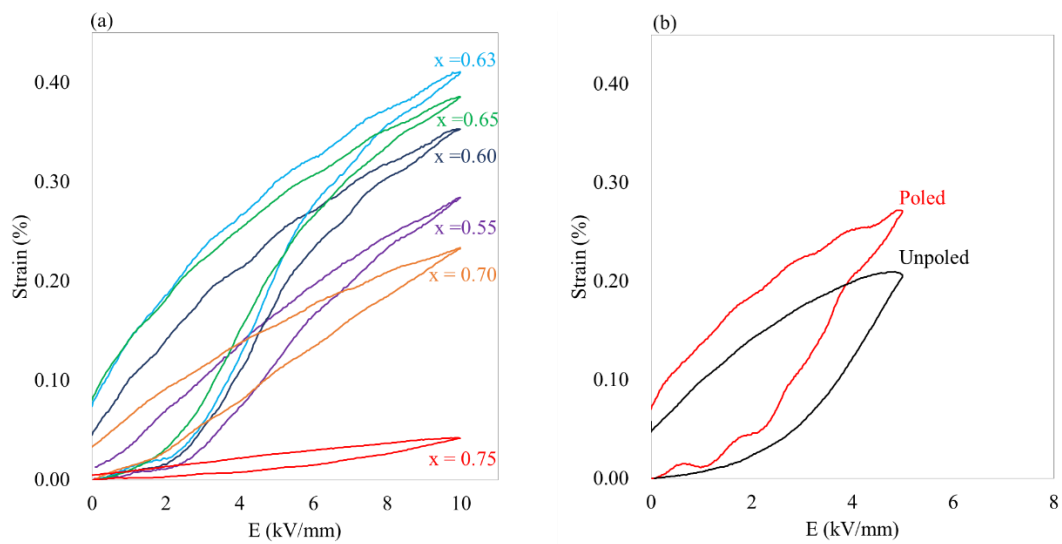 (a)
0.40
0.30
0.20
0.10
0.00
Strain (%)
x =0.63
x =0.65
x =0.60
x =0.55
x = 0.70
x = 0.75
0 2 4 6 8 10
E (kV/mm)
(b)
0.40
0.30
0.20
0.10
0.00
Strain (%)
Poled
Unpoled
0 2 4 6 8
E (kV/mm)